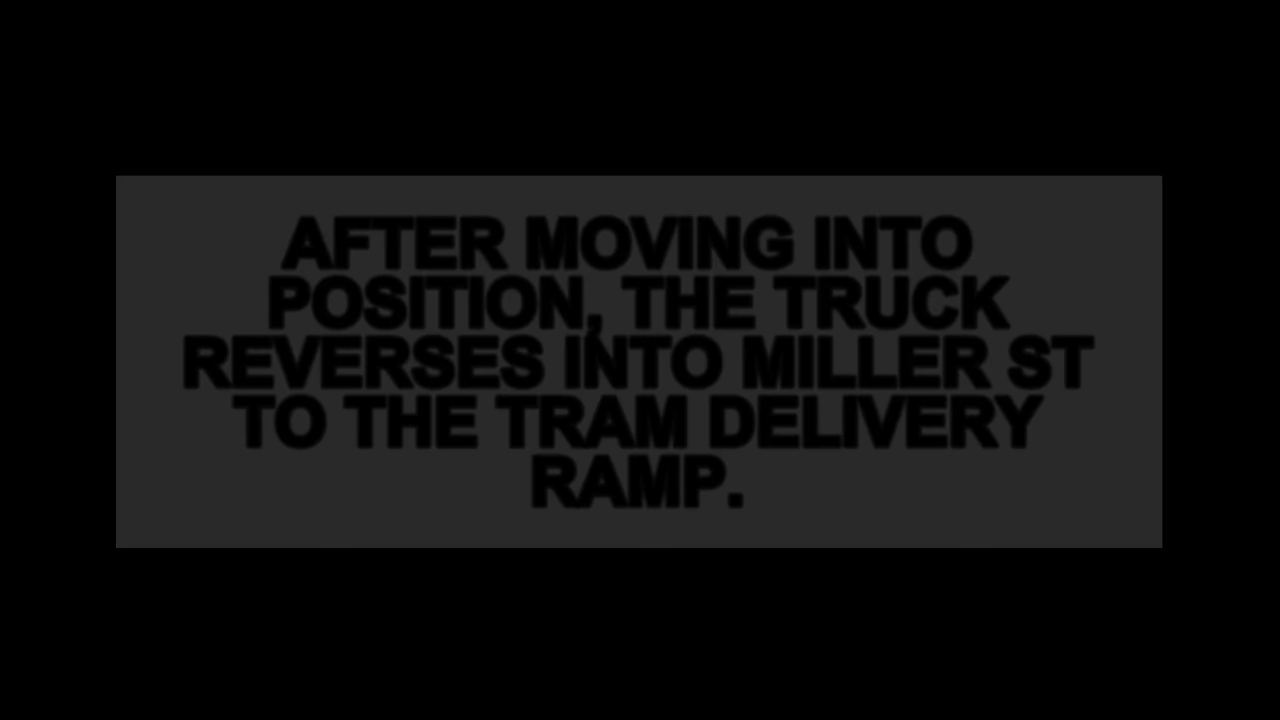 AFTER MOVING INTO
POSITION, THE TRUCK
REVERSES INTO MILLER ST
TO THE TRAM DELIVERY
RAMP.